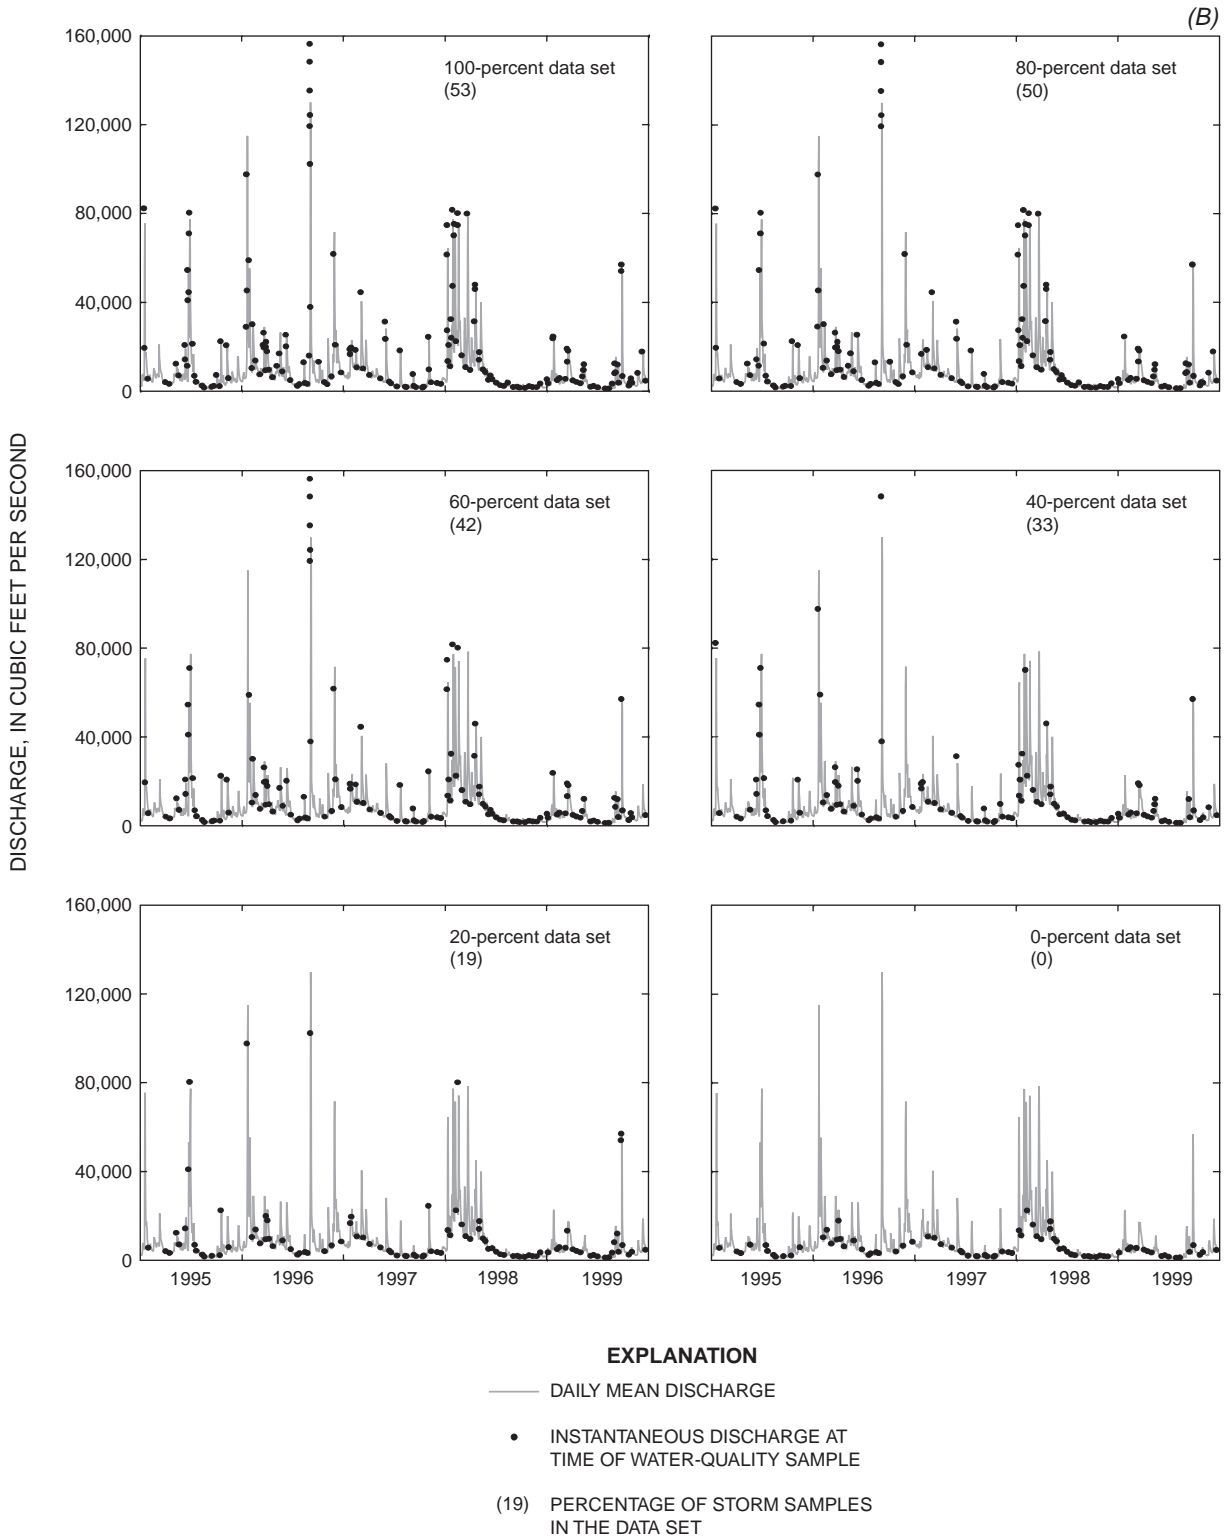 (B)
DISCHARGE, IN CUBIC FEET PER SECOND
160,000
120,000
80,000
40,000
0
100-percent data set
(53)
80-percent data set
(50)
160,000
120,000
80,000
40,000
0
60-percent data set
(42)
40-percent data set
(33)
160,000
120,000
80,000
40,000
0
20-percent data set
(19)
0-percent data set
(0)
1995 1996 1997 1998 1999
1995 1996 1997 1998 1999
EXPLANATION
DAILY MEAN DISCHARGE
INSTANTANEOUS DISCHARGE AT
TIME OF WATER-QUALITY SAMPLE
(19) PERCENTAGE OF STORM SAMPLES
IN THE DATA SET